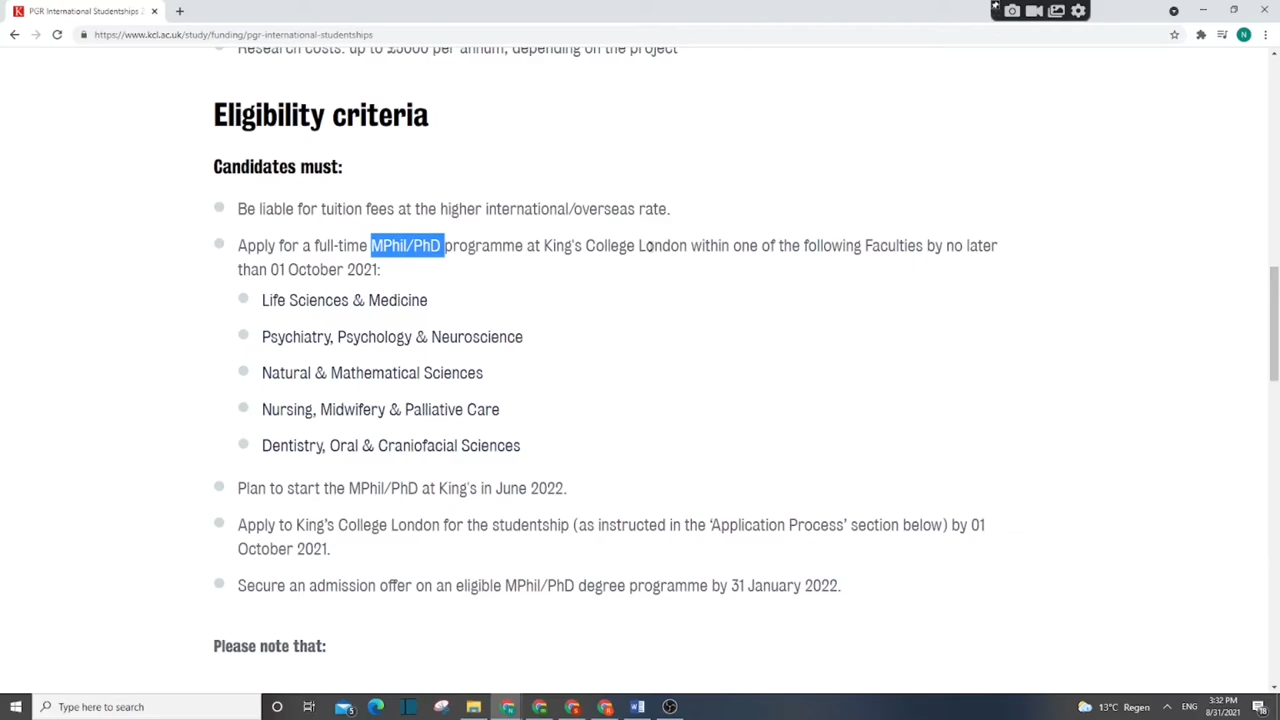 PGR International Studentships 2
https://www.kcl.ac.uk/study/funding/pgr-international-studentships
N
Research costs: up to £5000 per annum, depending on the project
Eligibility criteria
Candidates must:
Be liable for tuition fees at the higher international/overseas rate.
Apply for a full-time MPhil/PhD programme at King's College London within one of the following Faculties by no later
than 01 October 2021:
Life Sciences & Medicine
Psychiatry, Psychology & Neuroscience
Natural & Mathematical Sciences
Nursing, Midwifery & Palliative Care
Dentistry, Oral & Craniofacial Sciences
Plan to start the MPhil/PhD at King's in June 2022.
Apply to King’s College London for the studentship (as instructed in the ‘Application Process’ section below) by 01
October 2021.
Secure an admission offer on an eligible MPhil/PhD degree programme by 31 January 2022.
Please note that:
Type here to search
13°C Regen
ENG
3:32 PM
8/31/2021